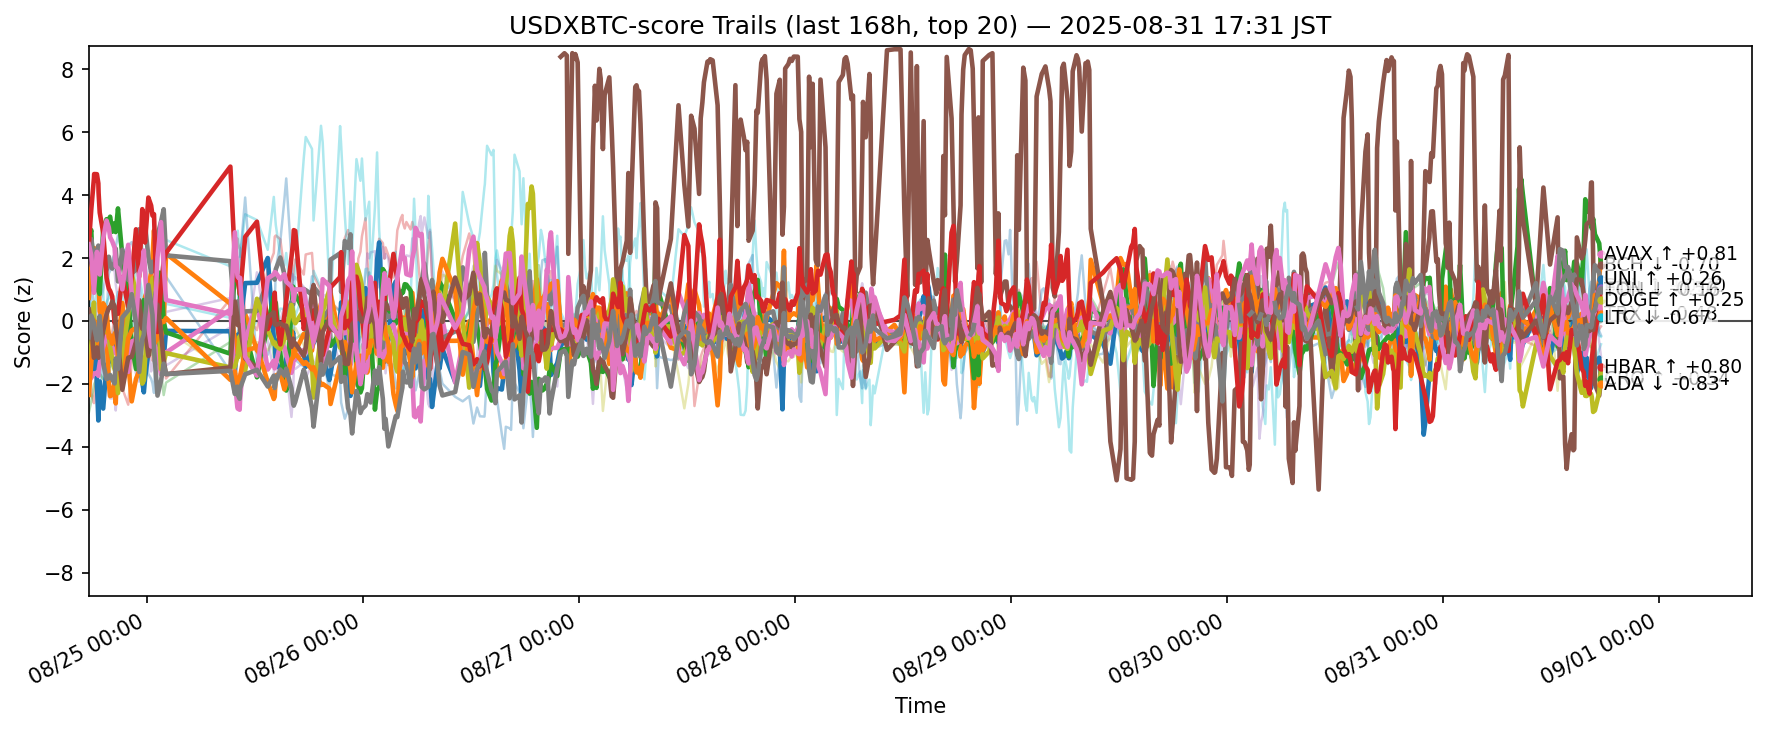 USDXBTC-score Trails (last 168h, top 20) — 2025-08-31 17:31 JST
Score (z)
8
6
4
2
0
−2
−4
−6
−8
AVAX ↑ +0.81
BCH ↓ -0.70
UNI ↑ +0.26
DOGE ↑ +0.25
LTC ↓ -0.67
HBAR ↑ +0.80
ADA ↓ -0.83
08/25 00:00
08/26 00:00
08/27 00:00
08/28 00:00
08/29 00:00
08/30 00:00
08/31 00:00
09/01 00:00
Time